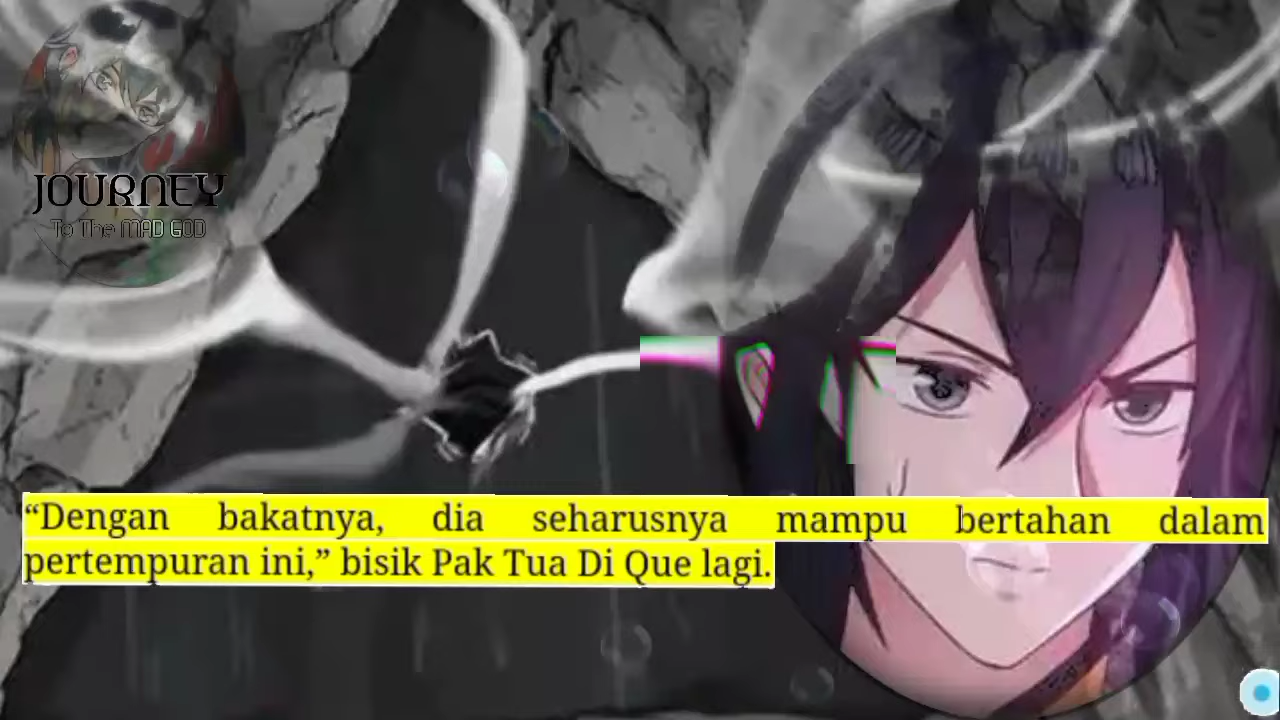 JOURNEY
To The MAD GOD
“Dengan bakatnya, dia seharusnya mampu bertahan dalam
pertempuran ini,” bisik Pak Tua Di Que lagi.